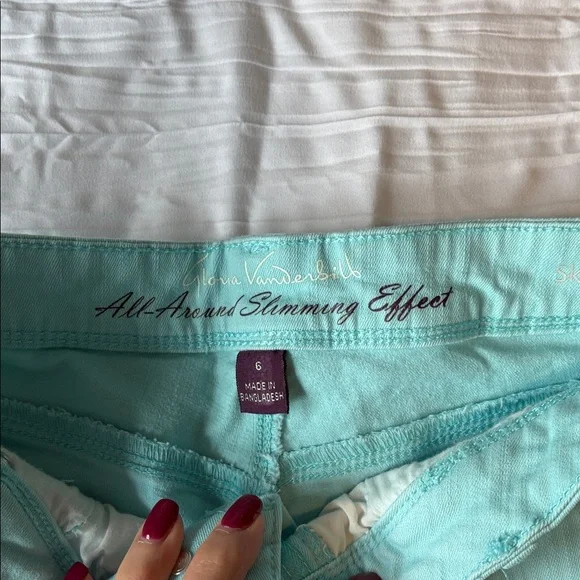 Gloria Vanderbilt
All-Around Slimming Effect
6
MADE IN
BANGLADESH